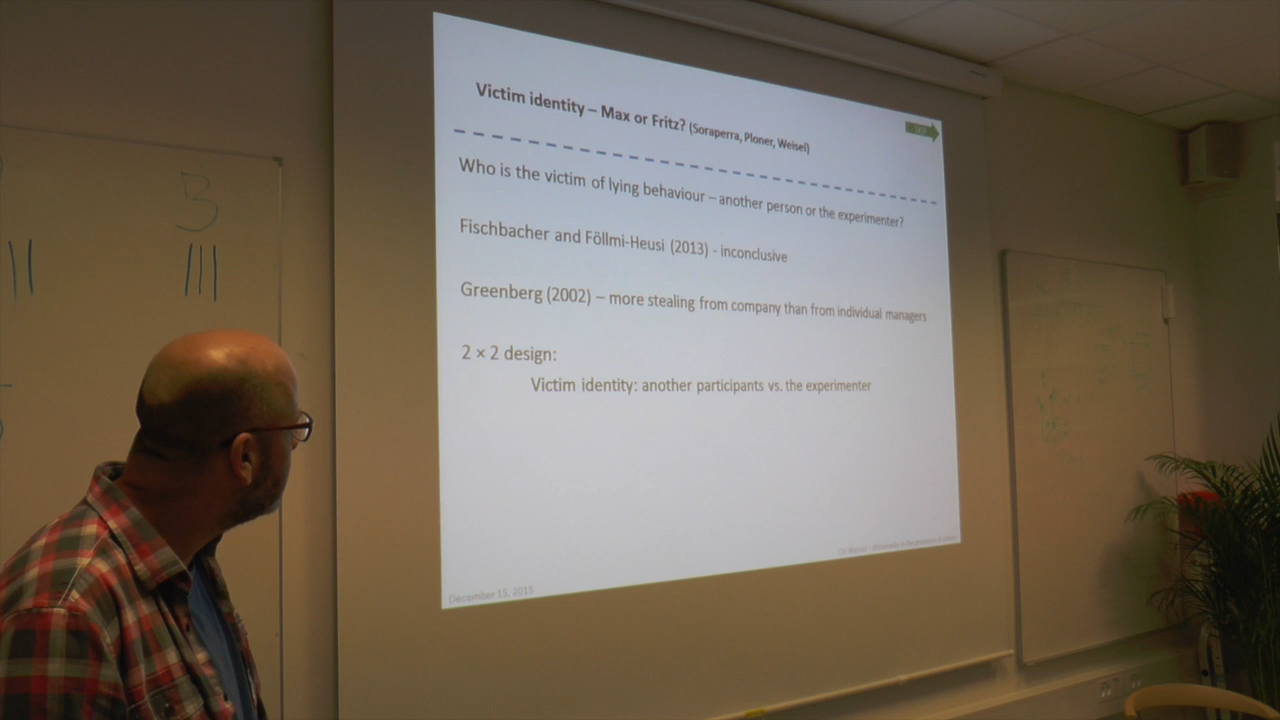 Victim identity – Max or Fritz? (Soraperra, Ploner, Weisel)
Who is the victim of lying behaviour – another person or the experimenter?
Fischbacher and Föllmi-Heusi (2013) - inconclusive
Greenberg (2002) – more stealing from company than from individual managers
2 × 2 design:
Victim identity: another participants vs. the experimenter
December 15, 2015
B